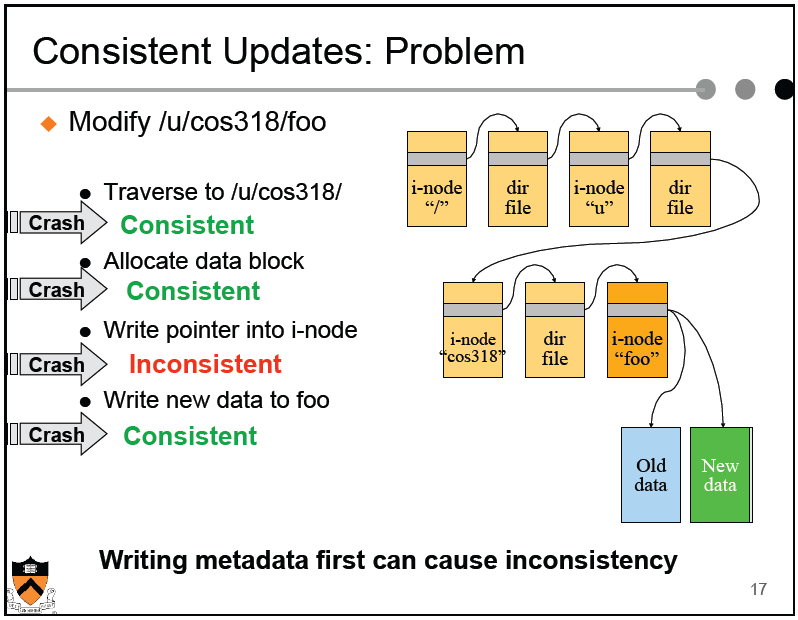 Consistent Updates: Problem
Modify /u/cos318/foo
Traverse to /u/cos318/
Crash Consistent
Allocate data block
Crash Consistent
Write pointer into i-node
Crash Inconsistent
Write new data to foo
Crash Consistent
i-node
“/”
dir
file
i-node
“u”
dir
file
i-node
“cos318”
dir
file
i-node
“foo”
Old
data
New
data
Writing metadata first can cause inconsistency
17